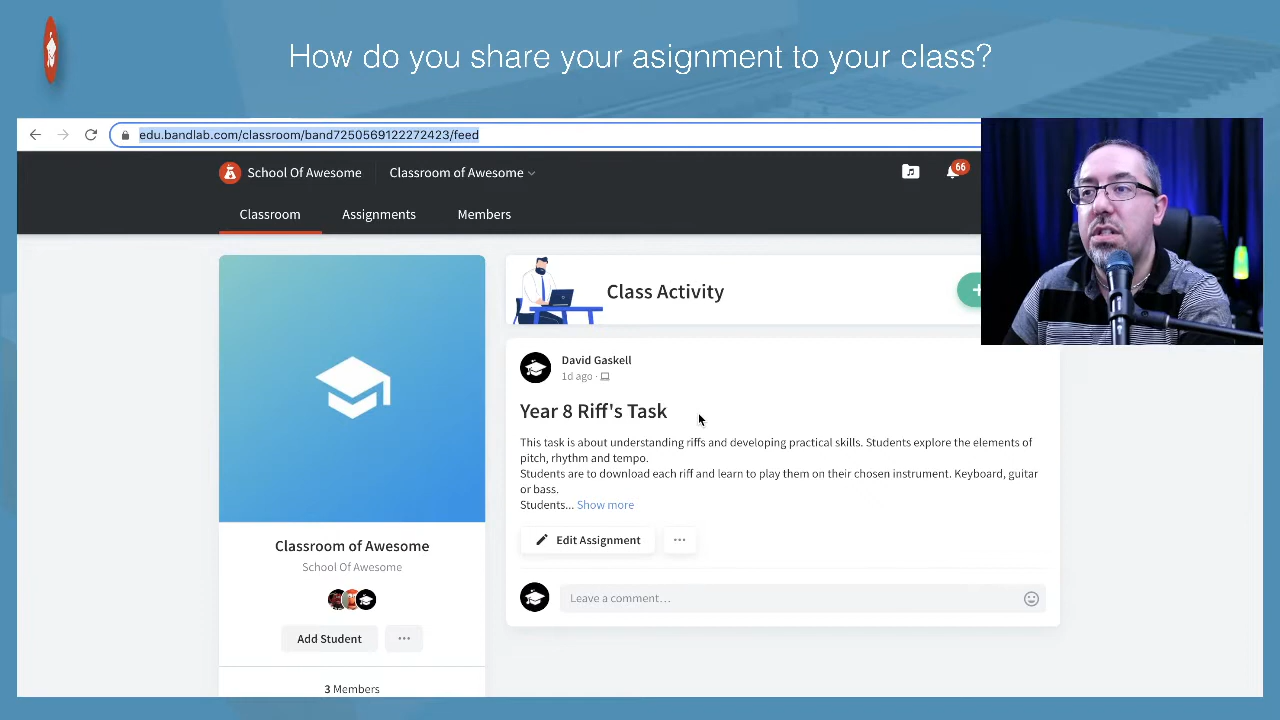 How do you share your asignment to your class?
edu.bandlab.com/classroom/band7250569122272423/feed
School Of Awesome
Classroom of Awesome
66
Classroom
Assignments
Members
Class Activity
David Gaskell
1d ago ·
Year 8 Riff's Task
This task is about understanding riffs and developing practical skills. Students explore the elements of
pitch, rhythm and tempo.
Students are to download each riff and learn to play them on their chosen instrument. Keyboard, guitar
or bass.
Students... Show more
Edit Assignment
Leave a comment...
Classroom of Awesome
School Of Awesome
Add Student
3 Members